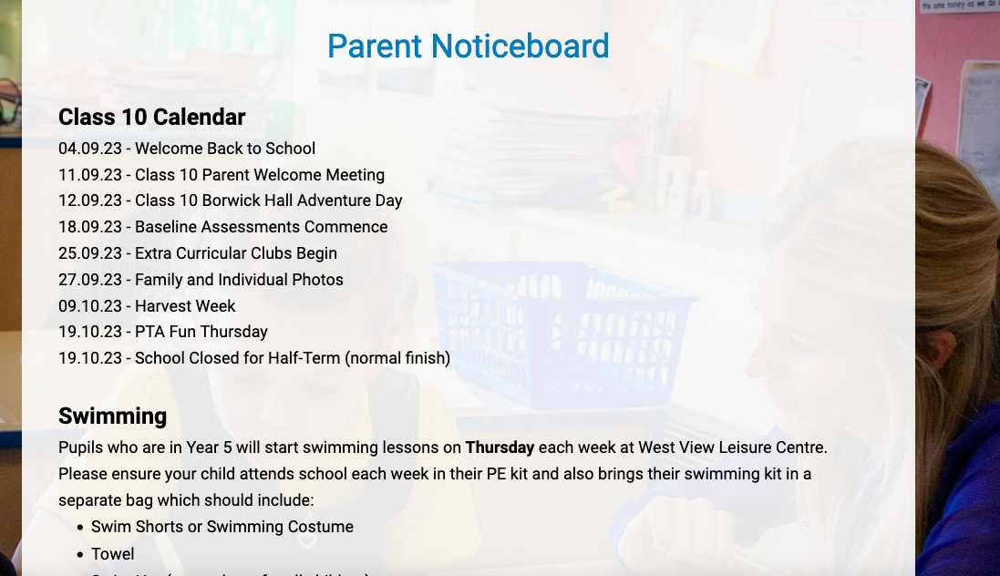 the same money as we do
Parent Noticeboard
Class 10 Calendar
04.09.23 - Welcome Back to School
11.09.23 - Class 10 Parent Welcome Meeting
12.09.23 - Class 10 Borwick Hall Adventure Day
18.09.23 - Baseline Assessments Commence
25.09.23 - Extra Curricular Clubs Begin
27.09.23 - Family and Individual Photos
09.10.23 - Harvest Week
19.10.23 - PTA Fun Thursday
19.10.23 - School Closed for Half-Term (normal finish)
Swimming
Pupils who are in Year 5 will start swimming lessons on Thursday each week at West View Leisure Centre.
Please ensure your child attends school each week in their PE kit and also brings their swimming kit in a
separate bag which should include:
• Swim Shorts or Swimming Costume
• Towel